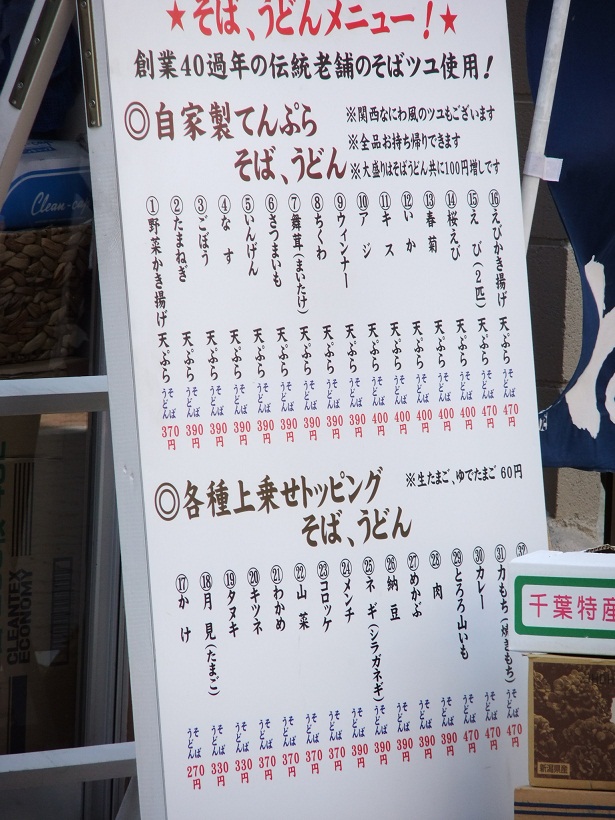 ★そば、うどんメニュー!★
創業40過年の伝統老舗のそばツユ使用!
◎自家製てんぷら
そば、うどん
※関西なにわ風のツユもございます
※全品お持ち帰りできます
※大盛りはそばうどん共に100円増しです
①野菜かき揚げ 天ぷら そば うどん 370円
②たまねぎ 天ぷら そば うどん 390円
③ごぼう 天ぷら そば うどん 390円
④なす 天ぷら そば うどん 390円
⑤いんげん 天ぷら そば うどん 390円
⑥さつまいも 天ぷら そば うどん 390円
⑦舞茸(まいたけ) 天ぷら そば うどん 390円
⑧ちくわ 天ぷら そば うどん 390円
⑨ウィンナー 天ぷら そば うどん 390円
⑩アジ 天ぷら そば うどん 400円
⑪キス 天ぷら そば うどん 400円
⑫いか 天ぷら そば うどん 400円
⑬春菊 天ぷら そば うどん 400円
⑭桜えび 天ぷら そば うどん 400円
⑮えび(2匹) 天ぷら そば うどん 470円
⑯えびかき揚げ 天ぷら そば うどん 470円
◎各種上乗せトッピング
そば、うどん
※生たまご、ゆでたまご 60円
⑰かけ そば うどん 270円
⑱月見(たまご) そば うどん 330円
⑲タヌキ そば うどん 330円
⑳キツネ そば うどん 370円
㉑わかめ そば うどん 370円
㉒山菜 そば うどん 370円
㉓コロッケ そば うどん 370円
㉔メンチ そば うどん 390円
㉕ネギ(シラガネギ) そば うどん 390円
㉖納豆 そば うどん 390円
㉗めかぶ そば うどん 390円
㉘肉 そば うどん 390円
㉙とろろ山いも そば うどん 470円
㉚カレー そば うどん 470円
㉛力もち(焼きもち) そば うどん 470円
㉜
Clean-
CLEANTEX
ECONOMY
千葉特産
新潟県産